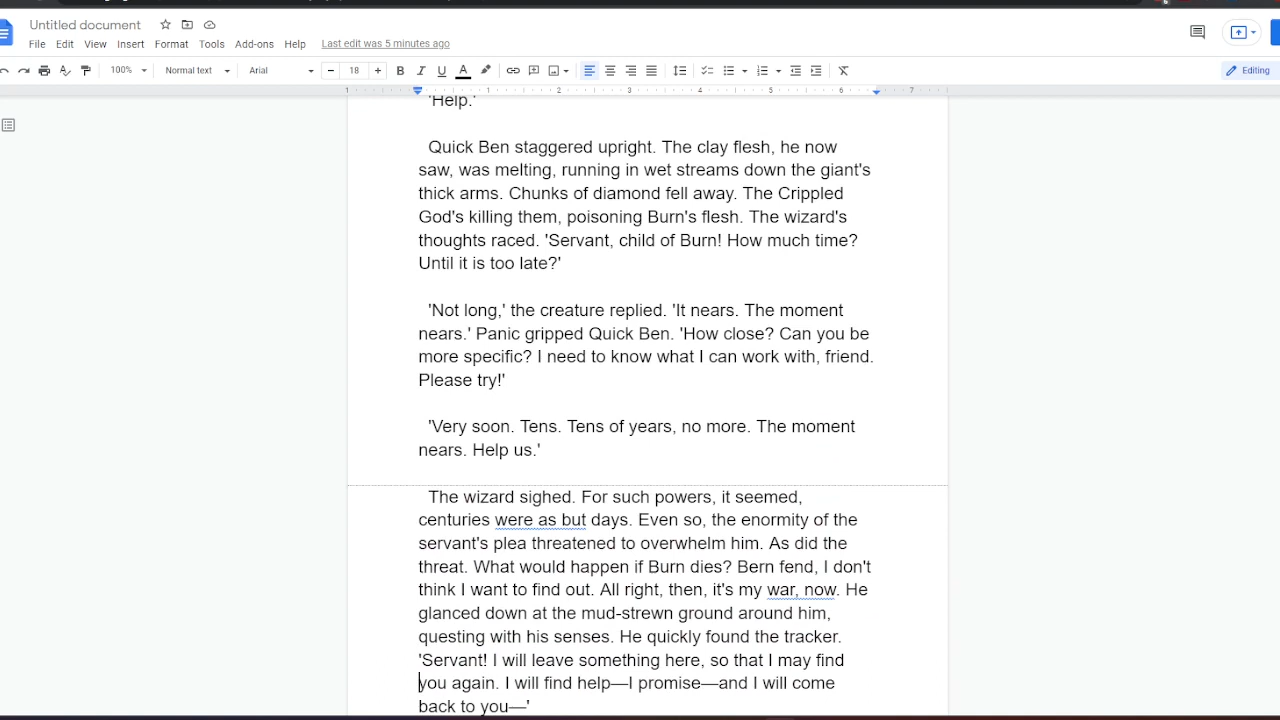 Untitled document
File Edit View Insert Format Tools Add-ons Help Last edit was 5 minutes ago
100% Normal text Arial 18 B I U A Editing
1 1 2 3 4 5 6 7
'Help.'
Quick Ben staggered upright. The clay flesh, he now
saw, was melting, running in wet streams down the giant's
thick arms. Chunks of diamond fell away. The Crippled
God's killing them, poisoning Burn's flesh. The wizard's
thoughts raced. 'Servant, child of Burn! How much time?
Until it is too late?'
'Not long,' the creature replied. 'It nears. The moment
nears.' Panic gripped Quick Ben. 'How close? Can you be
more specific? I need to know what I can work with, friend.
Please try!'
'Very soon. Tens. Tens of years, no more. The moment
nears. Help us.'
The wizard sighed. For such powers, it seemed,
centuries were as but days. Even so, the enormity of the
servant's plea threatened to overwhelm him. As did the
threat. What would happen if Burn dies? Bern fend, I don't
think I want to find out. All right, then, it's my war, now. He
glanced down at the mud-strewn ground around him,
questing with his senses. He quickly found the tracker.
'Servant! I will leave something here, so that I may find
you again. I will find help—I promise—and I will come
back to you—'